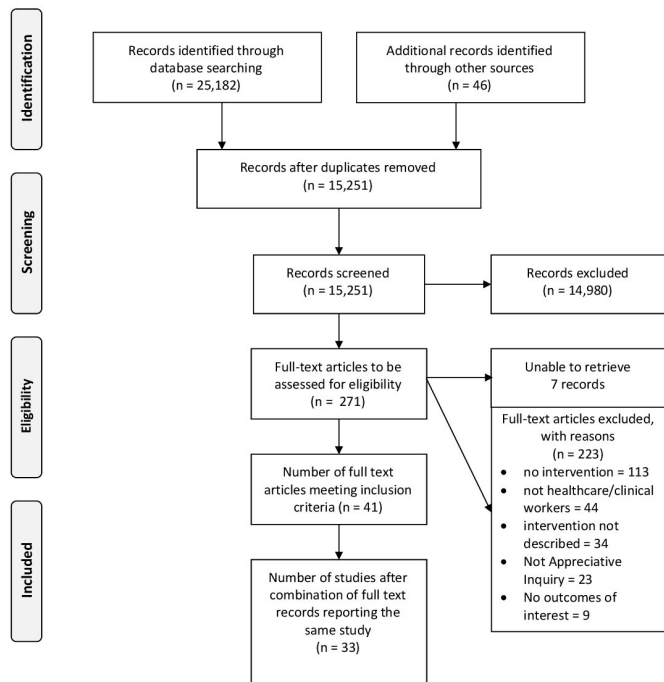 Identification
Records identified through
database searching
(n = 25,182)
Additional records identified
through other sources
(n = 46)
Records after duplicates removed
(n = 15,251)
Screening
Records screened
(n = 15,251)
Records excluded
(n = 14,980)
Eligibility
Full-text articles to be
assessed for eligibility
(n = 271)
Unable to retrieve
7 records
Full-text articles excluded,
with reasons
(n = 223)
• no intervention = 113
• not healthcare/clinical
workers = 44
• intervention not
described = 34
• Not Appreciative
Inquiry = 23
• No outcomes of
interest = 9
Number of full text
articles meeting inclusion
criteria (n = 41)
Included
Number of studies after
combination of full text
records reporting the
same study
(n = 33)